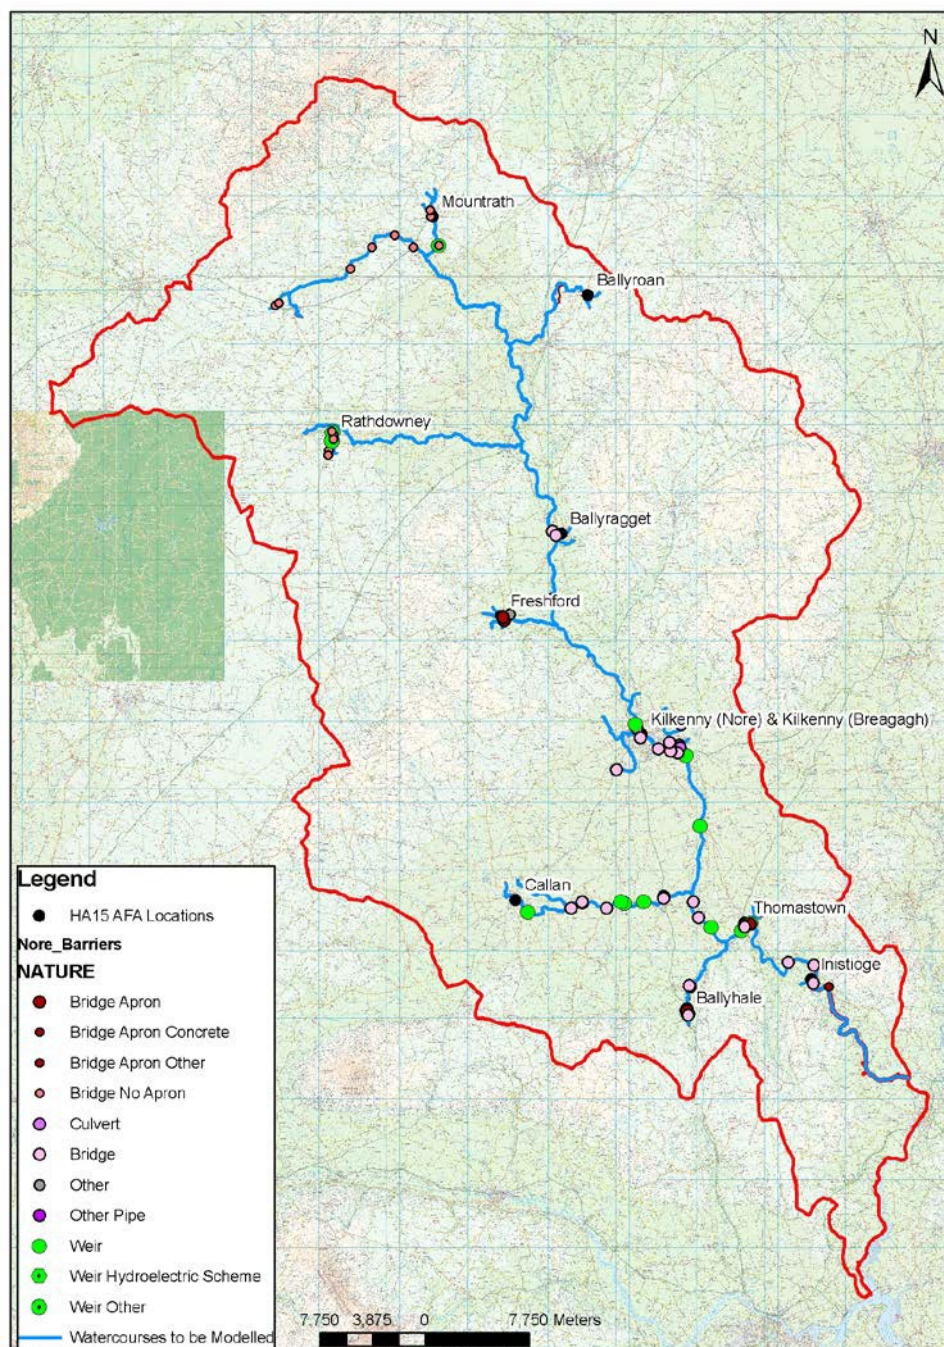 N
Mountrath
Ballyroan
Rathdowney
Ballyragget
Freshford
Kilkenny (Nore) & Kilkenny (Breagagh)
Callan
Thomastown
Inistioge
Ballyhale
Legend
HA15 AFA Locations
Nore_Barriers
NATURE
Bridge Apron
Bridge Apron Concrete
Bridge Apron Other
Bridge No Apron
Culvert
Bridge
Other
Other Pipe
Weir
Weir Hydroelectric Scheme
Weir Other
Watercourses to be Modelled
7,750 3,875 0 7,750 Meters